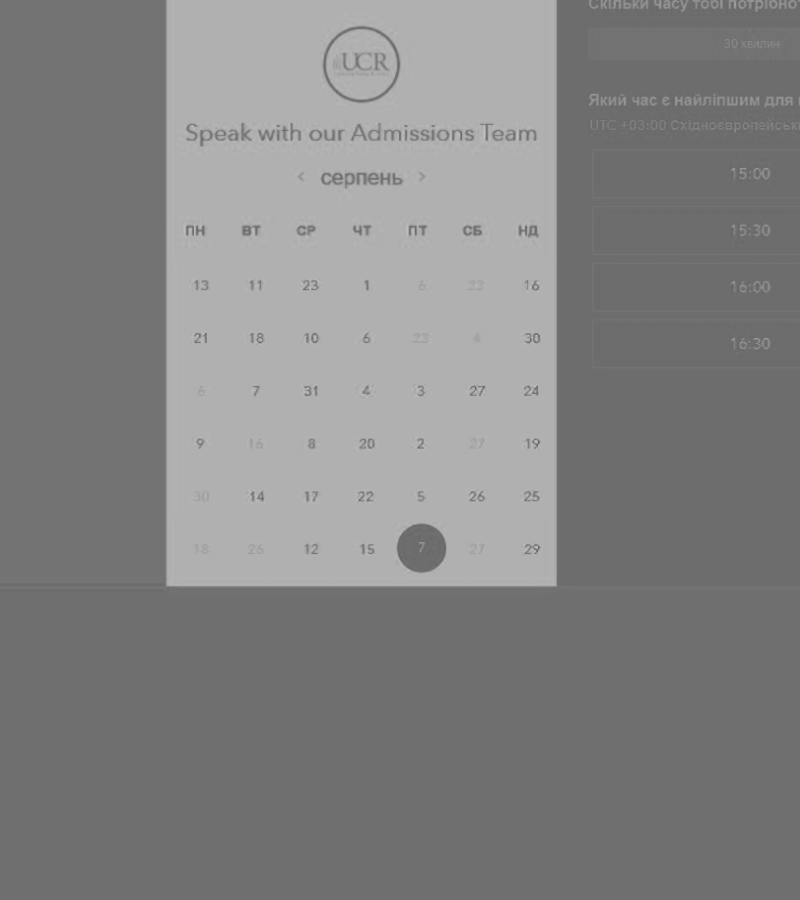 UCR
Speak with our Admissions Team
< серпень >
ПН ВТ СР ЧТ ПТ СБ НД
13 11 23 1 6 23 16
21 18 10 6 23 4 30
6 7 31 4 3 27 24
9 16 8 20 2 27 19
30 14 17 22 5 26 25
18 26 12 15 7 27 29
Скільки часу тобі потрібно
30 хвилин
Який час є найліпшим для
UTC +03:00 Східноєвропейськ
15:00
15:30
16:00
16:30